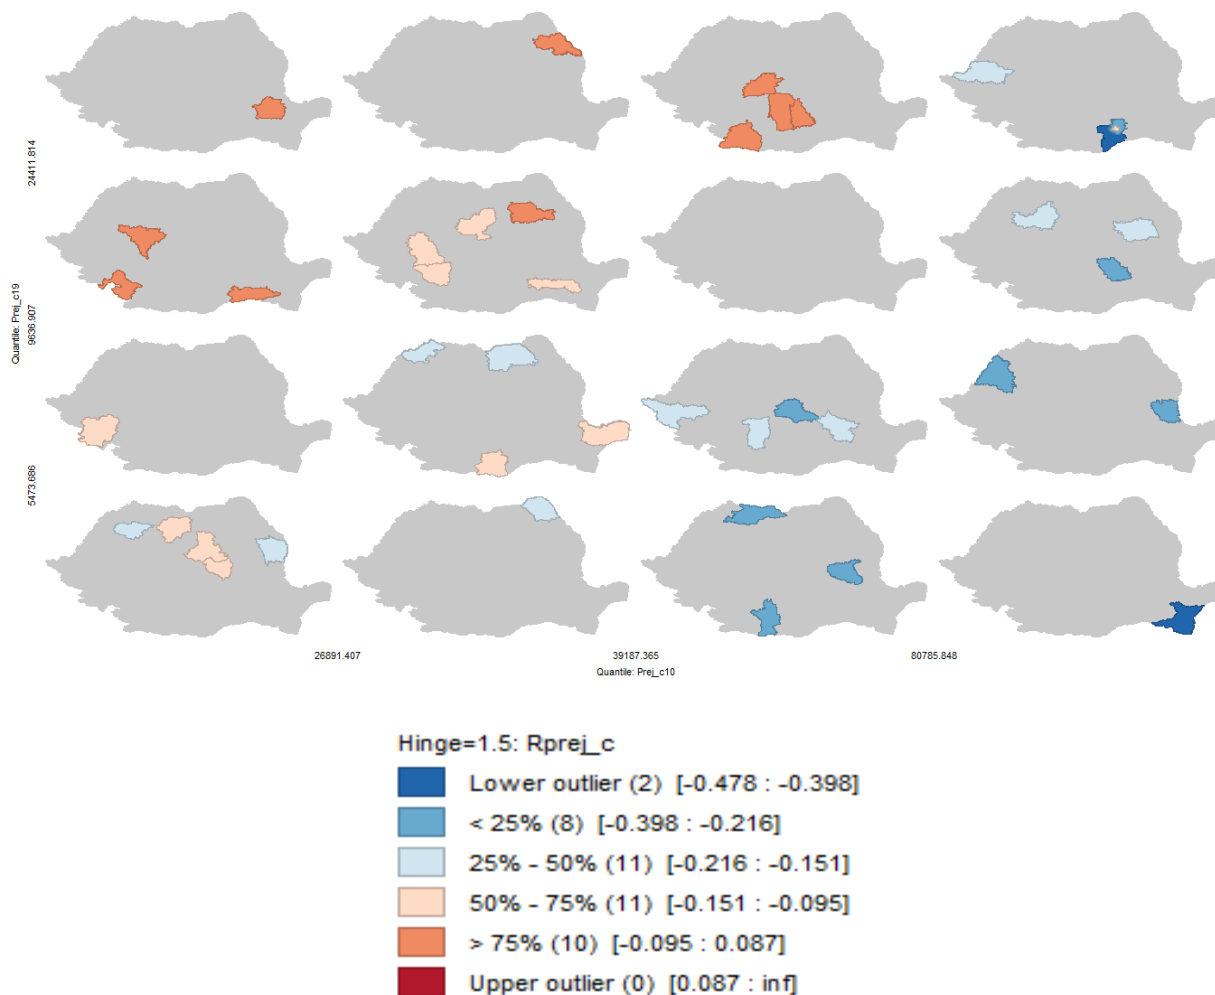 24411.814
Quantile: Prej_c19
9636.907
5473.686
26891.407
39187.365
80785.848
Quantile: Prej_c10
Hinge=1.5: Rprej_c
Lower outlier (2) [-0.478 : -0.398]
< 25% (8) [-0.398 : -0.216]
25% - 50% (11) [-0.216 : -0.151]
50% - 75% (11) [-0.151 : -0.095]
> 75% (10) [-0.095 : 0.087]
Upper outlier (0) [0.087 : inf]